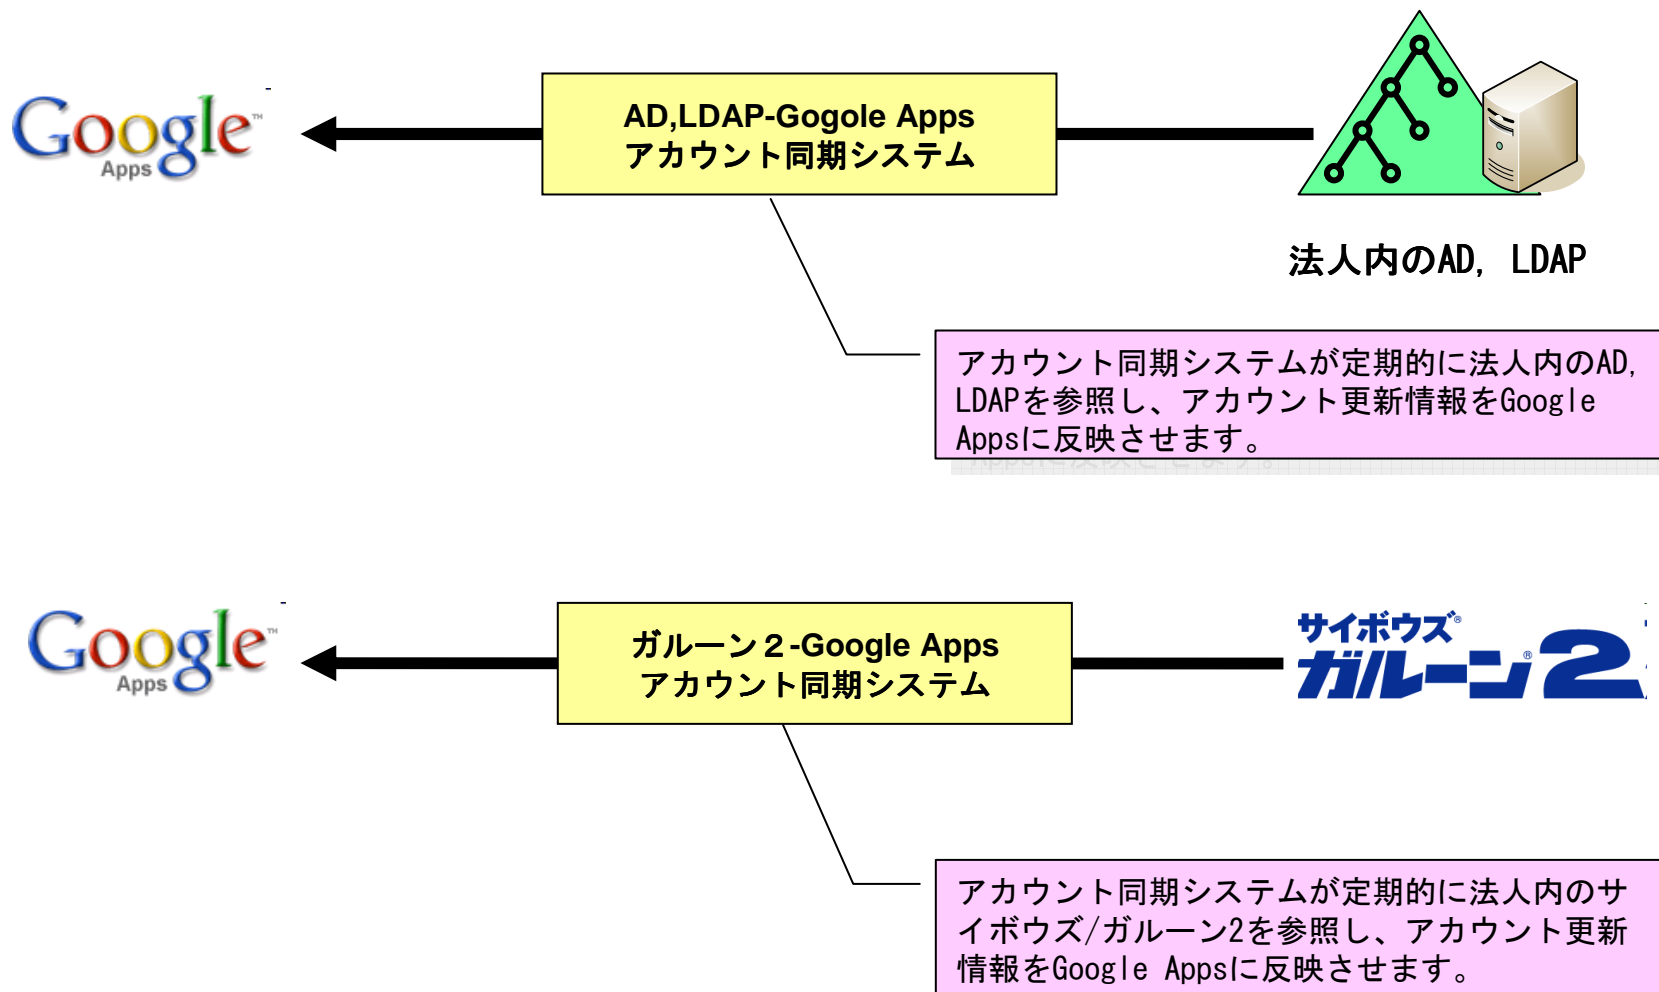 Google™
Apps
AD,LDAP-Gogole Apps
アカウント同期システム
法人内のAD, LDAP
アカウント同期システムが定期的に法人内のAD,
LDAPを参照し、アカウント更新情報をGoogle
Appsに反映させます。
Google™
Apps
ガルーン２-Google Apps
アカウント同期システム
サイボウズ®
ガルーン®2
アカウント同期システムが定期的に法人内のサ
イボウズ/ガルーン2を参照し、アカウント更新
情報をGoogle Appsに反映させます。